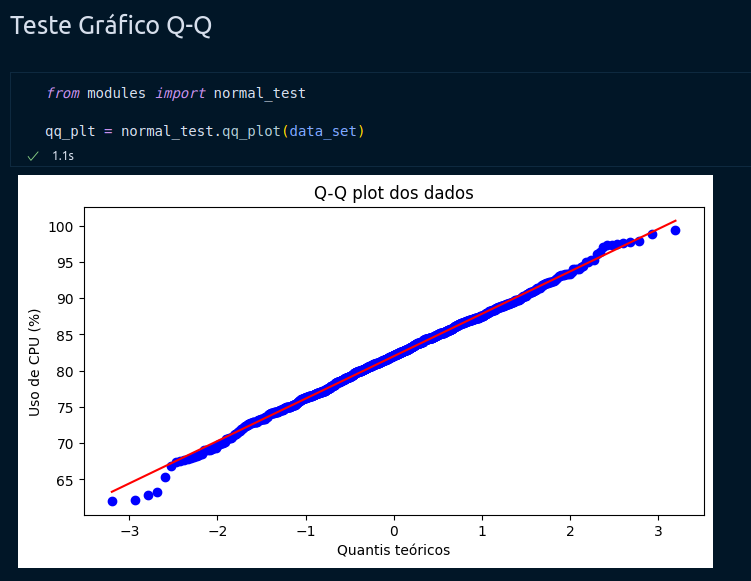 Teste Gráfico Q-Q
from modules import normal_test
qq_plt = normal_test.qq_plot(data_set)
1.1s
Q-Q plot dos dados
100
95
90
85
80
75
70
65
Uso de CPU (%)
−3 −2 −1 0 1 2 3
Quantis teóricos